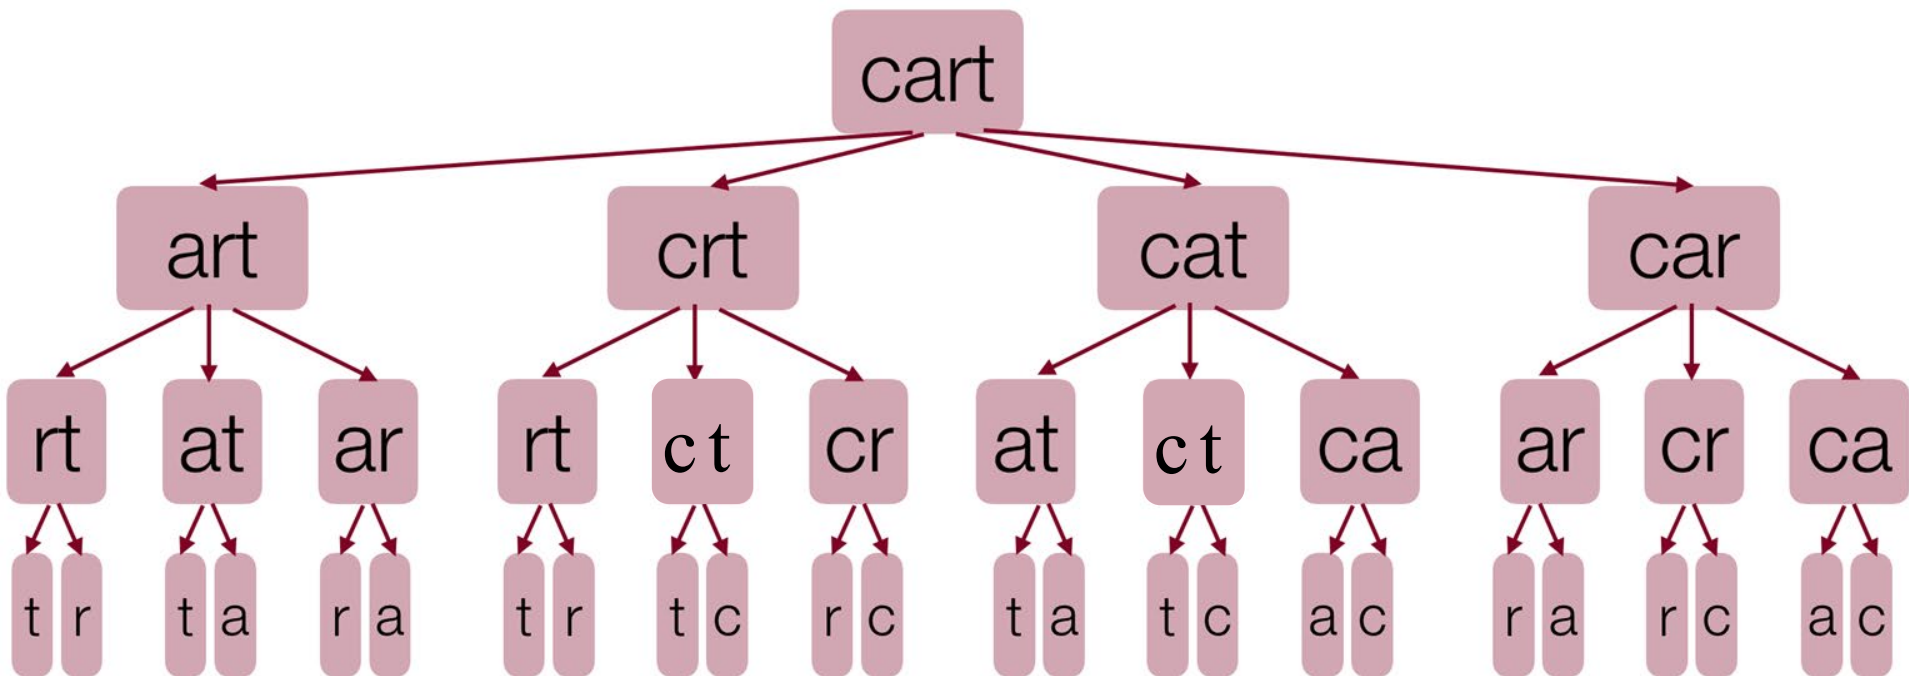 cart
art crt cat car
rt at ar rt ct cr at ct ca ar cr ca
t r t a r a t r t c r c t a t c a c r a r c a c